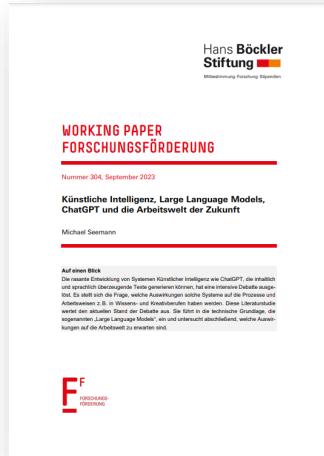 Hans Böckler
Stiftung
Mitbestimmung Forschung Stipendien
WORKING PAPER
FORSCHUNGSFÖRDERUNG
Nummer 304, September 2023
Künstliche Intelligenz, Large Language Models,
ChatGPT und die Arbeitswelt der Zukunft
Michael Seemann
Auf einen Blick
Die rasante Entwicklung von Systemen Künstlicher Intelligenz wie ChatGPT, die inhaltlich
und sprachlich überzeugende Texte generieren können, hat eine intensive Debatte ausge-
löst. Es stellt sich die Frage, welche Auswirkungen solche Systeme auf die Prozesse und
Arbeitsweisen z. B. in Wissens- und Kreativberufen haben werden. Diese Literaturstudie
wertet den aktuellen Stand der Debatte aus. Sie führt in die technische Grundlage, die
sogenannten „Large Language Models“, ein und untersucht abschließend, welche Auswir-
kungen auf die Arbeitswelt zu erwarten sind.
F F
FORSCHUNGS-
FÖRDERUNG